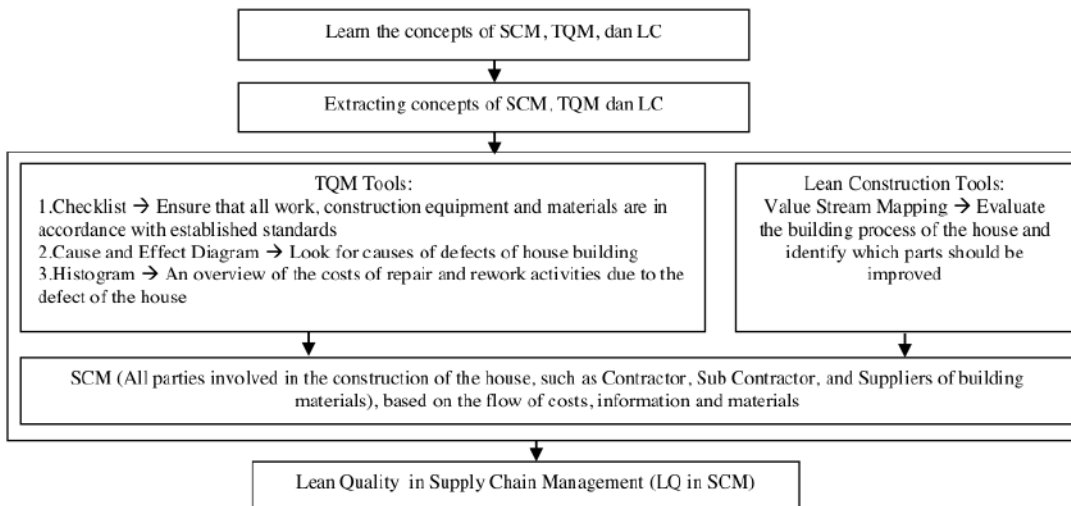 Learn the concepts of SCM, TQM, dan LC
Extracting concepts of SCM, TQM dan LC
TQM Tools:
1.Checklist → Ensure that all work, construction equipment and materials are in
accordance with established standards
2.Cause and Effect Diagram → Look for causes of defects of house building
3.Histogram → An overview of the costs of repair and rework activities due to the
defect of the house
Lean Construction Tools:
Value Stream Mapping → Evaluate
the building process of the house and
identify which parts should be
improved
SCM (All parties involved in the construction of the house, such as Contractor, Sub Contractor, and Suppliers of building
materials), based on the flow of costs, information and materials
Lean Quality in Supply Chain Management (LQ in SCM)